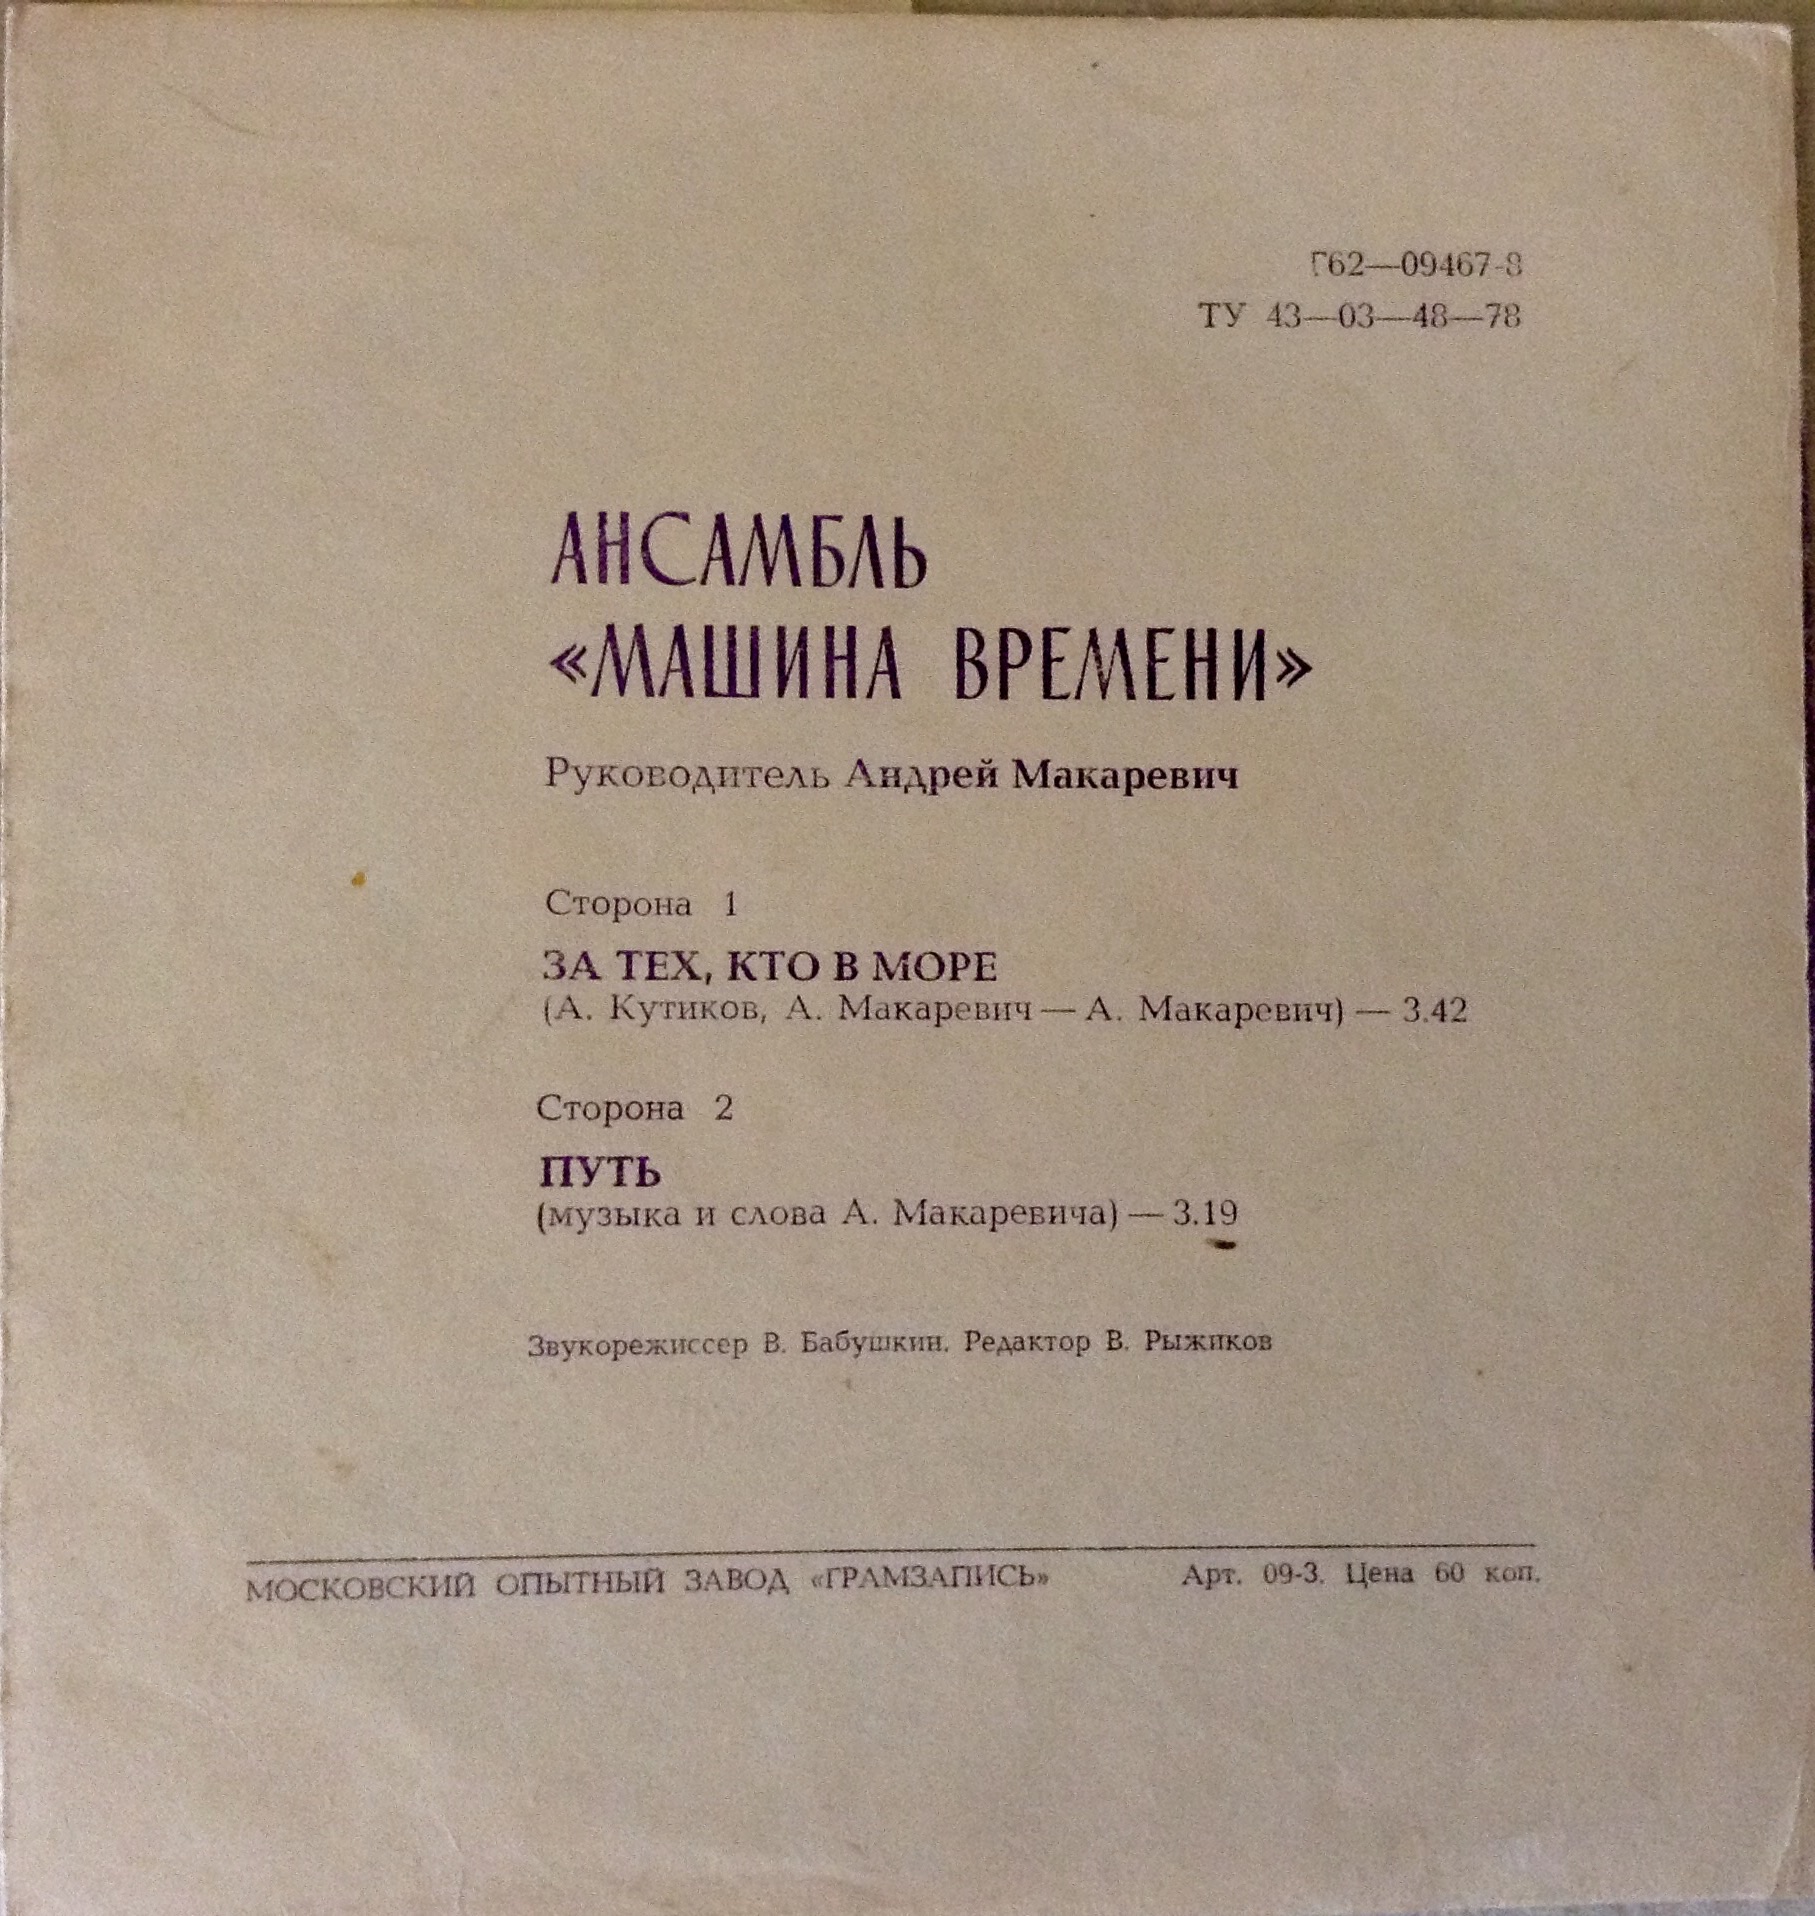 Г62—09467-8
ТУ 43—03—48—78
АНСАМБЛЬ
«МАШИНА ВРЕМЕНИ»
Руководитель Андрей Макаревич
Сторона 1
ЗА ТЕХ, КТО В МОРЕ
(А. Кутиков, А. Макаревич — А. Макаревич) — 3.42
Сторона 2
ПУТЬ
(музыка и слова А. Макаревича) — 3.19
Звукорежиссер В. Бабушкин. Редактор В. Рыжиков
МОСКОВСКИЙ ОПЫТНЫЙ ЗАВОД «ГРАМЗАПИСЬ» Арт. 09-3. Цена 60 коп.